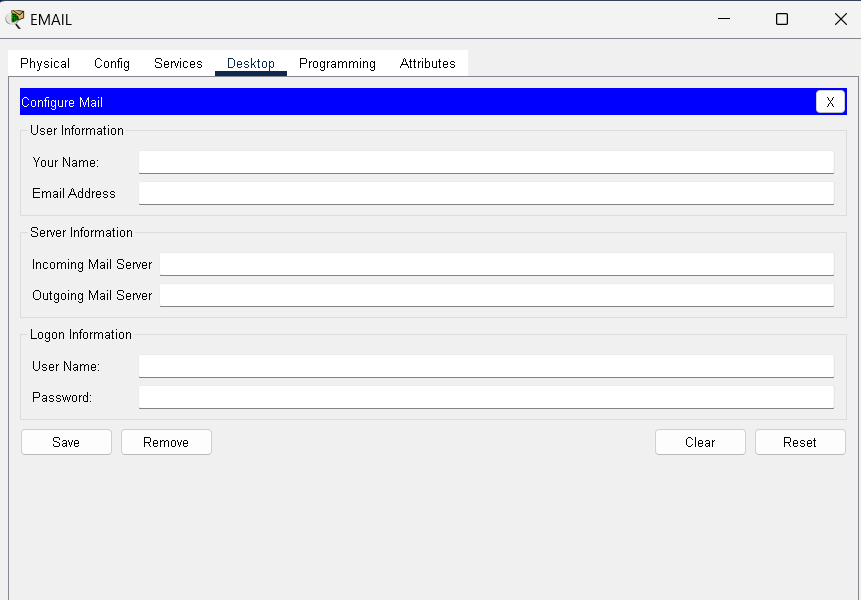 EMAIL
Physical Config Services Desktop Programming Attributes
Configure Mail X
User Information
Your Name:
Email Address
Server Information
Incoming Mail Server
Outgoing Mail Server
Logon Information
User Name:
Password:
Save Remove Clear Reset